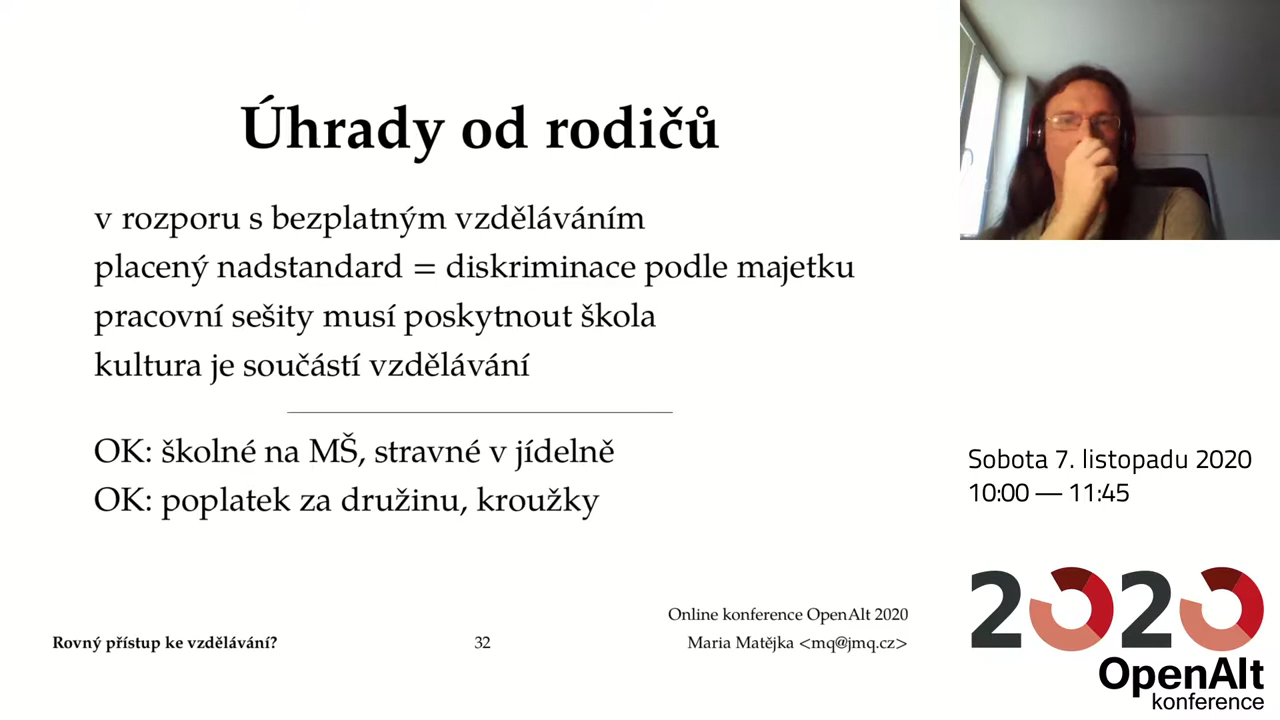 Úhrady od rodičů
v rozporu s bezplatným vzděláváním
placený nadstandard = diskriminace podle majetku
pracovní sešity musí poskytnout škola
kultura je součástí vzdělávání
OK: školné na MŠ, stravné v jídelně
OK: poplatek za družinu, kroužky
Online konference OpenAlt 2020
Rovný přístup ke vzdělávání?
32
Maria Matějka <mq@jmq.cz>
Sobota 7. listopadu 2020
10:00 — 11:45
2020
OpenAlt
konference